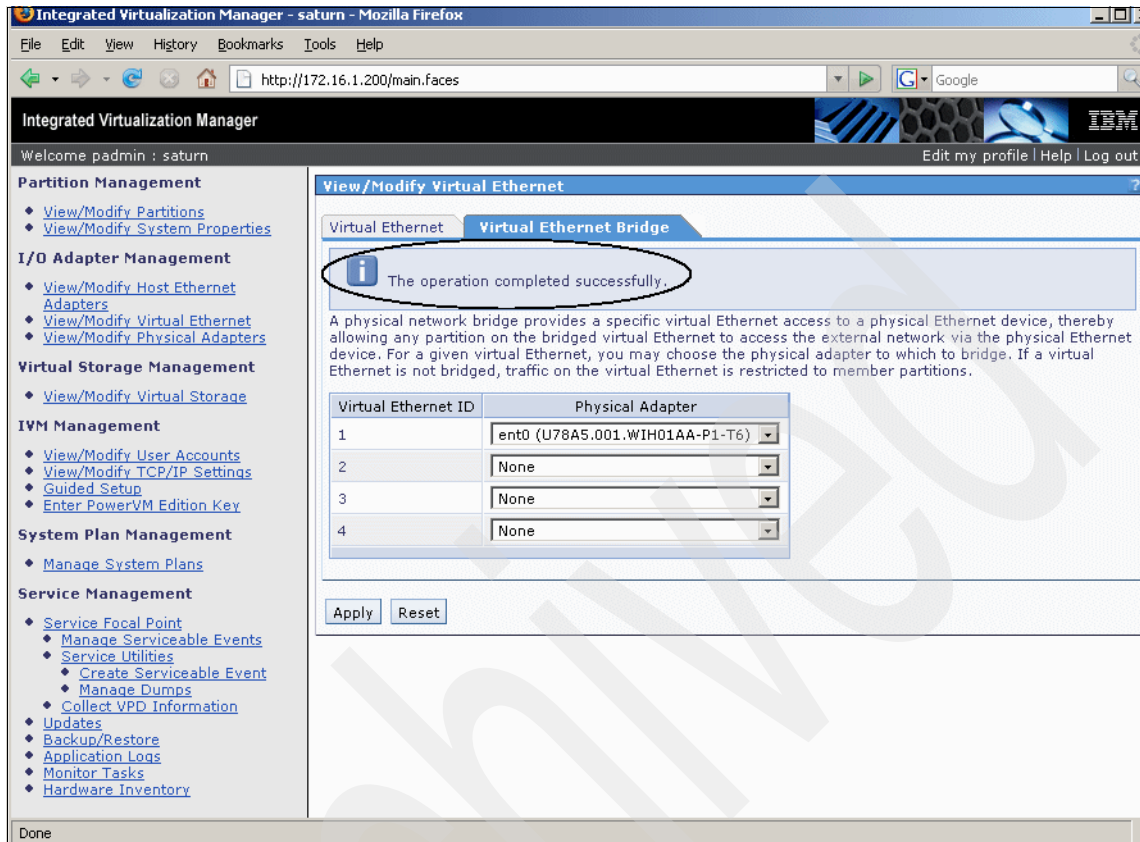 Integrated Virtualization Manager - saturn - Mozilla Firefox
File Edit View History Bookmarks Tools Help
http://172.16.1.200/main.faces
G Google
Integrated Virtualization Manager
IBM
Welcome padmin : saturn
Edit my profile | Help | Log out
Partition Management
View/Modify Partitions
View/Modify System Properties
I/O Adapter Management
View/Modify Host Ethernet
Adapters
View/Modify Virtual Ethernet
View/Modify Physical Adapters
Virtual Storage Management
View/Modify Virtual Storage
IVM Management
View/Modify User Accounts
View/Modify TCP/IP Settings
Guided Setup
Enter PowerVM Edition Key
System Plan Management
Manage System Plans
Service Management
Service Focal Point
Manage Serviceable Events
Service Utilities
Create Serviceable Event
Manage Dumps
Collect VPD Information
Updates
Backup/Restore
Application Logs
Monitor Tasks
Hardware Inventory
View/Modify Virtual Ethernet
?
Virtual Ethernet Virtual Ethernet Bridge
i The operation completed successfully.
A physical network bridge provides a specific virtual Ethernet access to a physical Ethernet device, thereby
allowing any partition on the bridged virtual Ethernet to access the external network via the physical Ethernet
device. For a given virtual Ethernet, you may choose the physical adapter to which to bridge. If a virtual
Ethernet is not bridged, traffic on the virtual Ethernet is restricted to member partitions.
Virtual Ethernet ID Physical Adapter
1 ent0 (U78A5.001.WIH01AA-P1-T6)
2 None
3 None
4 None
Apply Reset
Done
hived